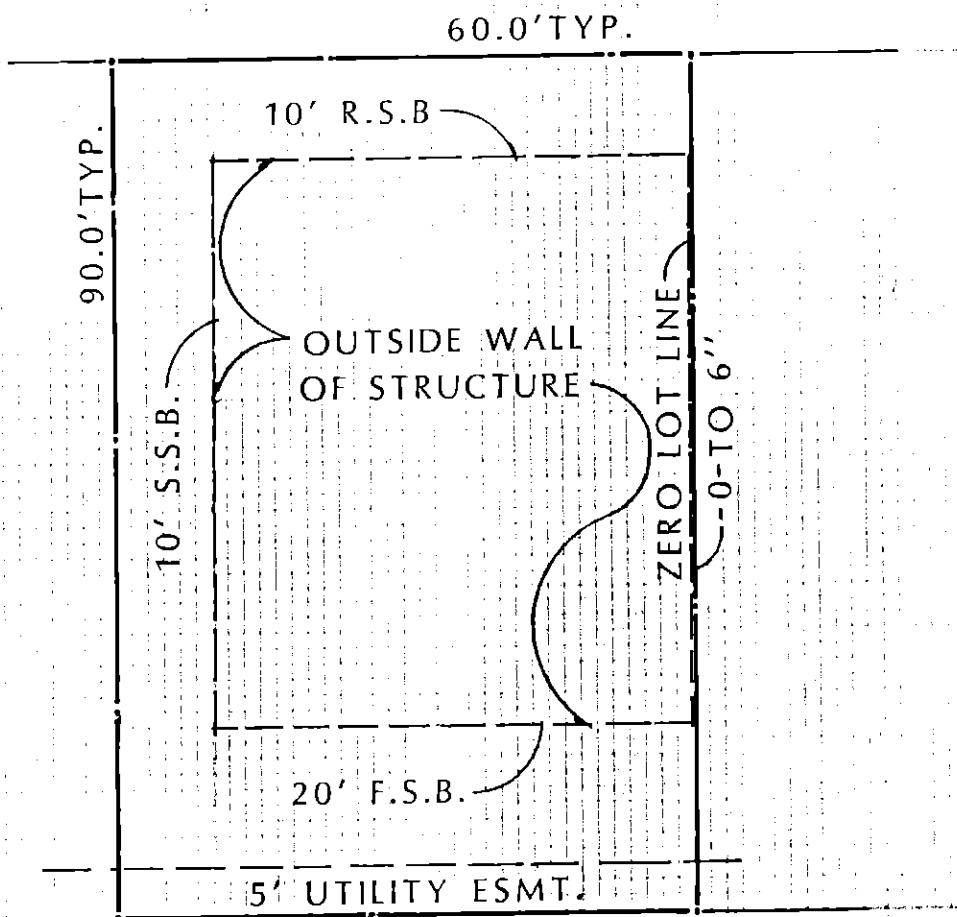 60.0'TYP.
10' R.S.B
90.0'TYP.
OUTSIDE WALL
OF STRUCTURE
10' S.S.B.
ZERO LOT LINE
-0-TO 6"
20' F.S.B.
5' UTILITY ESMT.